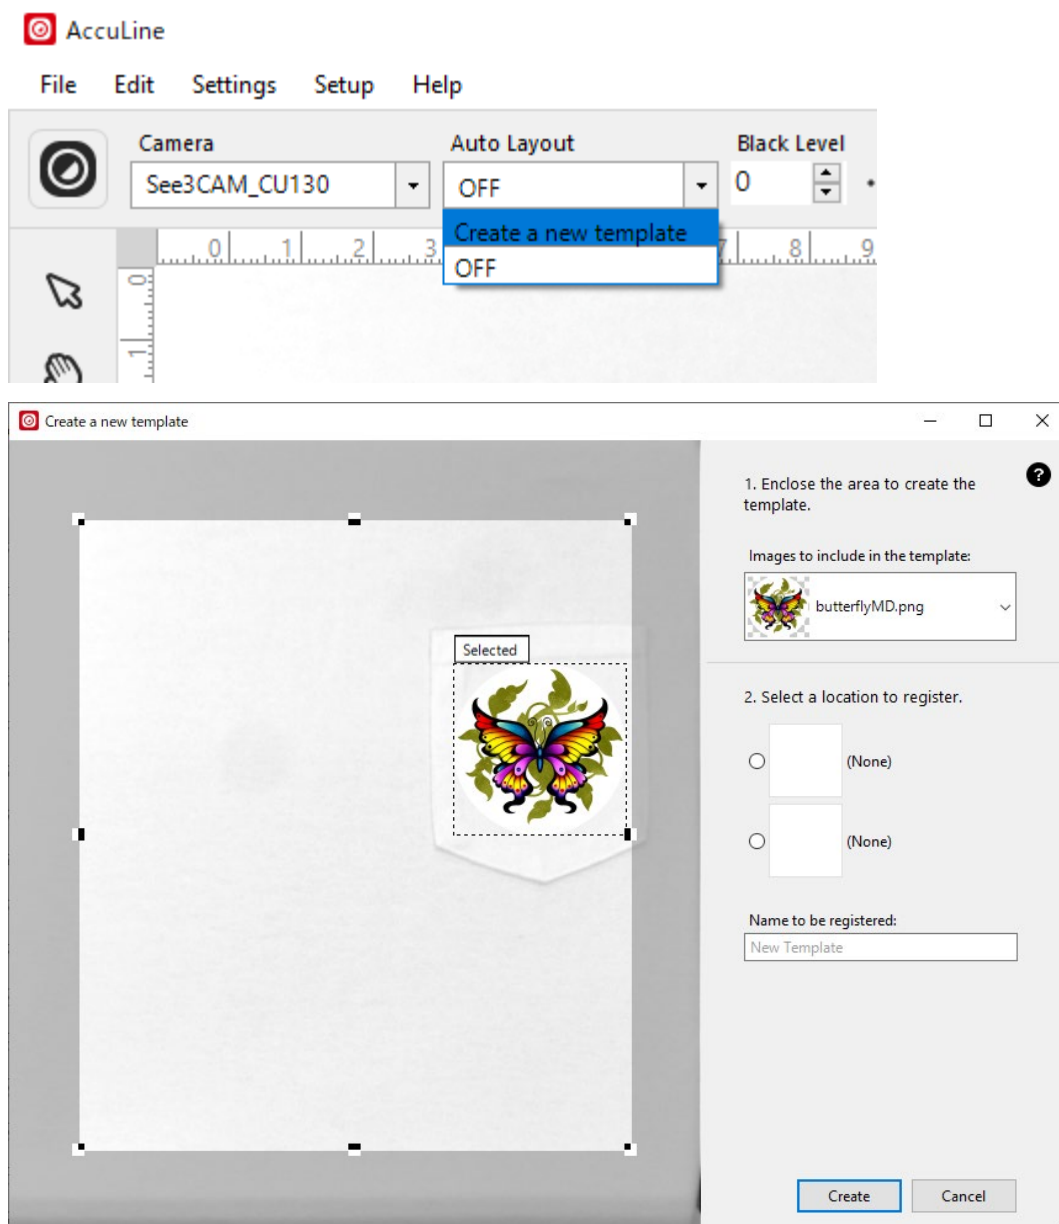 AccuLine
File Edit Settings Setup Help
Camera Auto Layout Black Level
See3CAM_CU130 OFF 0
Create a new template
OFF
0 1 2 3 7 8 9
0
1
Create a new template
1. Enclose the area to create the
template.
Images to include in the template:
butterflyMD.png
Selected
2. Select a location to register.
(None)
(None)
Name to be registered:
New Template
Create Cancel